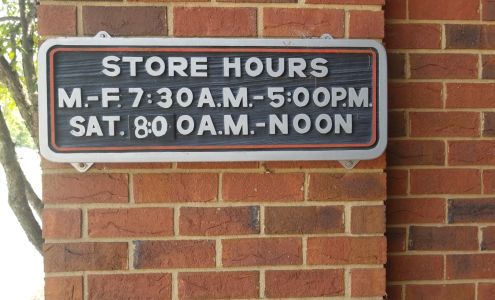 STORE HOURS
M.-F. 7:30A.M.-5:00P.M.
SAT. 8:00A.M.-NOON